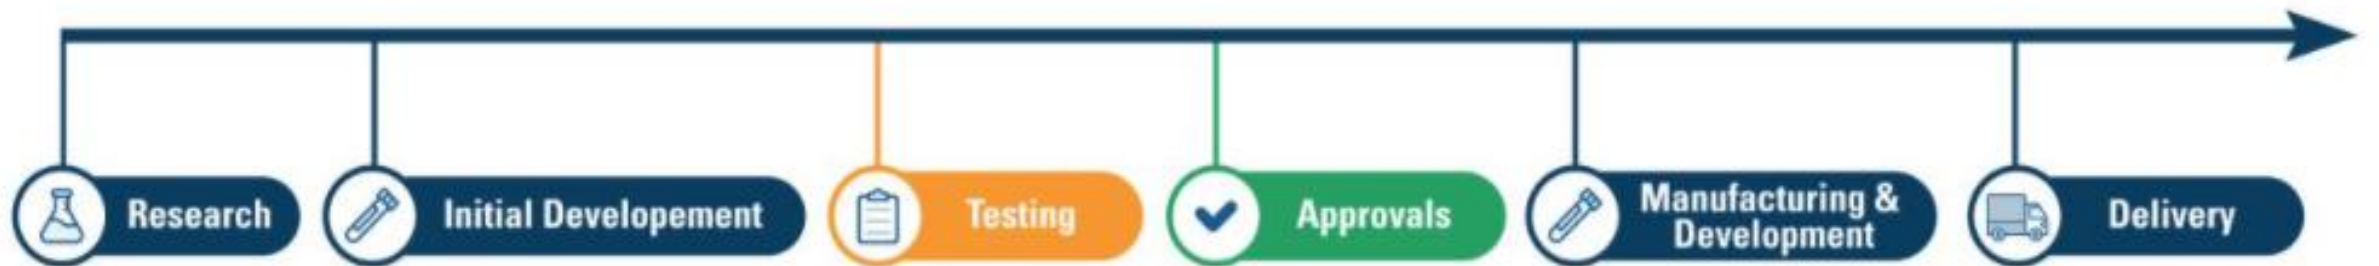 Research
Initial Developement
Testing
Approvals
Manufacturing &
Development
Delivery